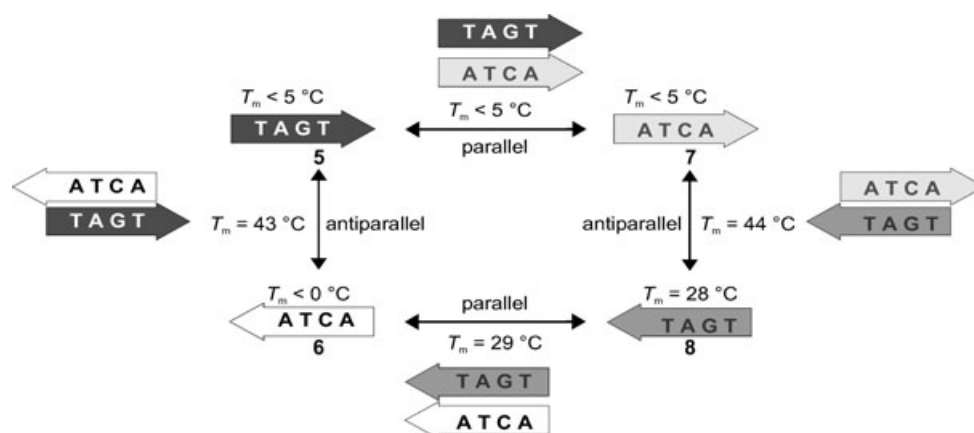 TAGT
ATCA
Tm < 5 °C
Tm < 5 °C
Tm < 5 °C
TAGT
parallel
ATCA
5
7
ATCA
TAGT
Tm = 43 °C
antiparallel
antiparallel
Tm = 44 °C
ATCA
TAGT
Tm < 0 °C
parallel
Tm = 28 °C
ATCA
TAGT
6
Tm = 29 °C
8
TAGT
ATCA